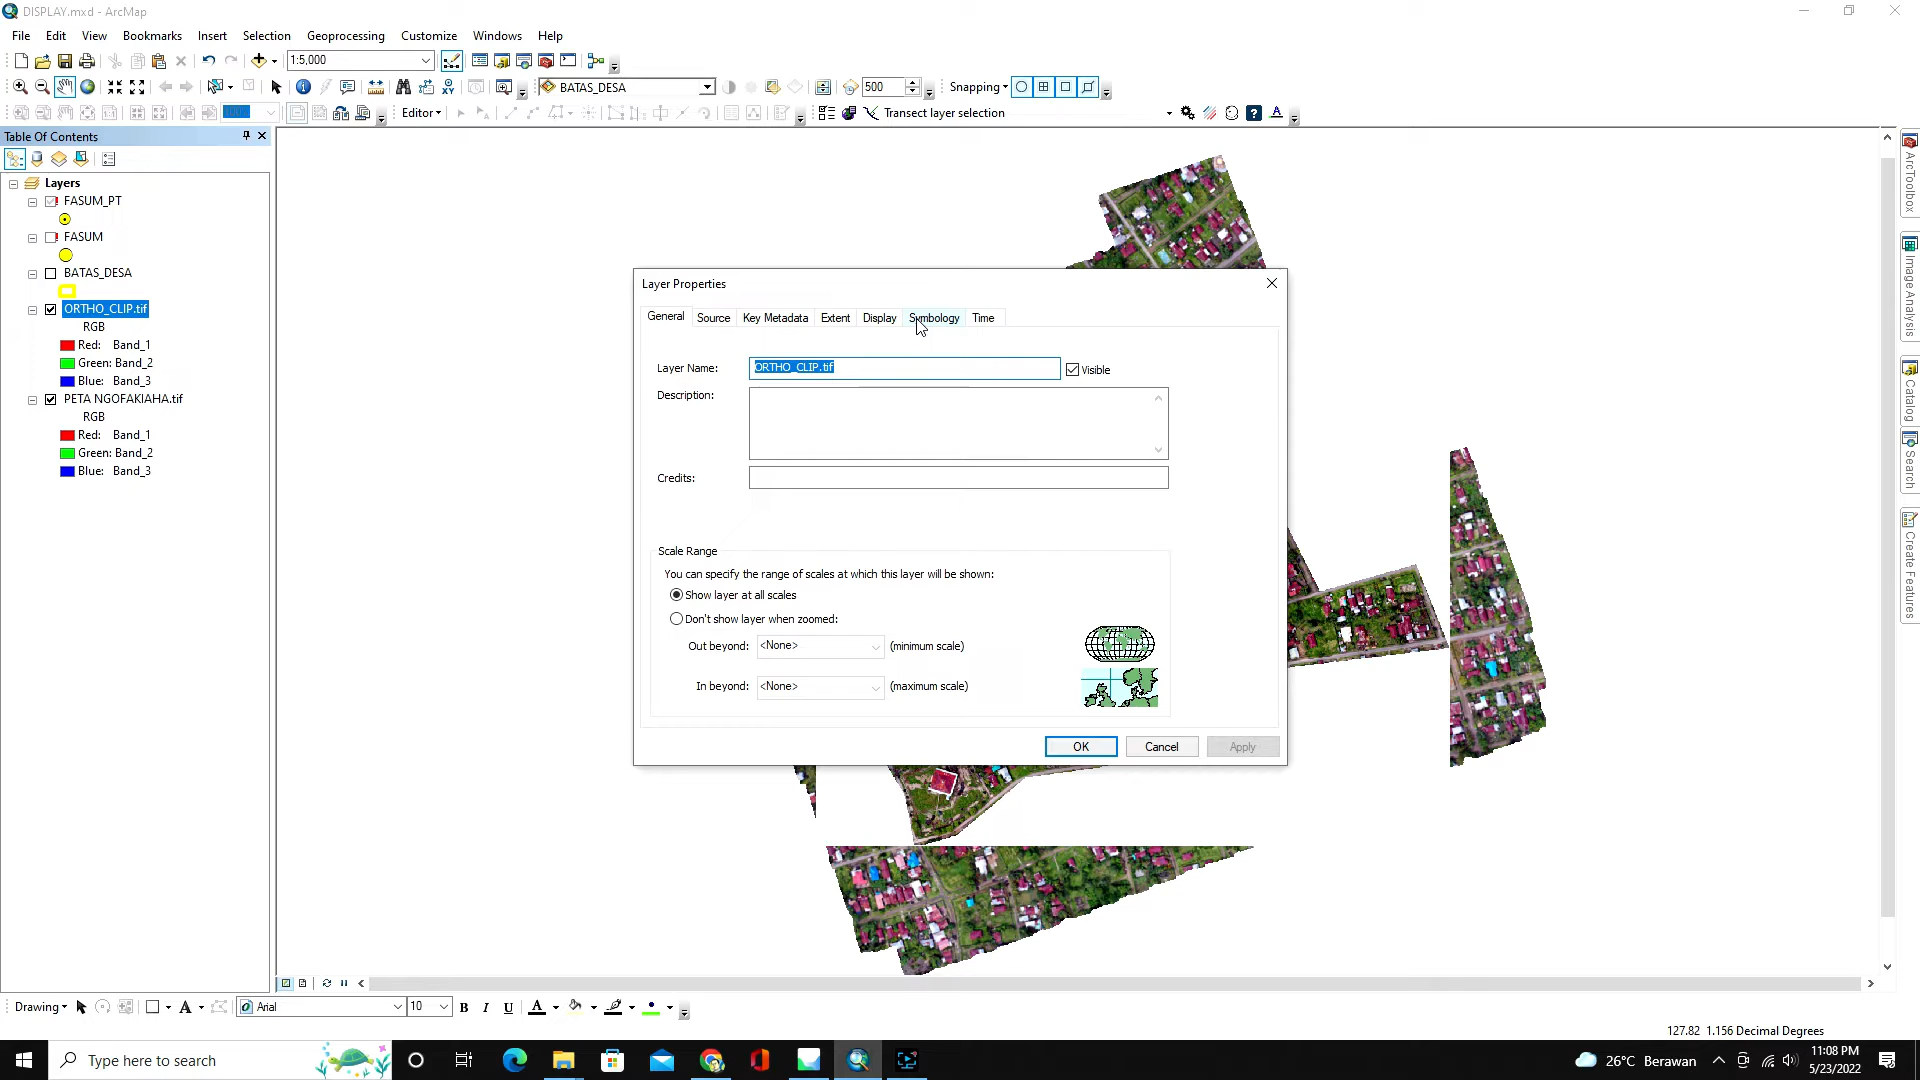 DISPLAY.mxd - ArcMap
File Edit View Bookmarks Insert Selection Geoprocessing Customize Windows Help
1:5,000
BATAS_DESA
500
Snapping
100%
Editor
Transect layer selection
Table Of Contents
Layers
FASUM_PT
FASUM
BATAS_DESA
ORTHO_CLIP.tif
RGB
Red: Band_1
Green: Band_2
Blue: Band_3
PETA NGOFAKIAHA.tif
RGB
Red: Band_1
Green: Band_2
Blue: Band_3
Layer Properties
General Source Key Metadata Extent Display Symbology Time
Layer Name: ORTHO_CLIP.tif Visible
Description:
Credits:
Scale Range
You can specify the range of scales at which this layer will be shown:
Show layer at all scales
Don't show layer when zoomed:
Out beyond: <None> (minimum scale)
In beyond: <None> (maximum scale)
OK Cancel Apply
ArcToolbox
Image Analysis
Catalog
Search
Create Features
Drawing
Arial
10
B I U A
127.82 1.156 Decimal Degrees
Type here to search
26°C Berawan
11:08 PM
5/23/2022